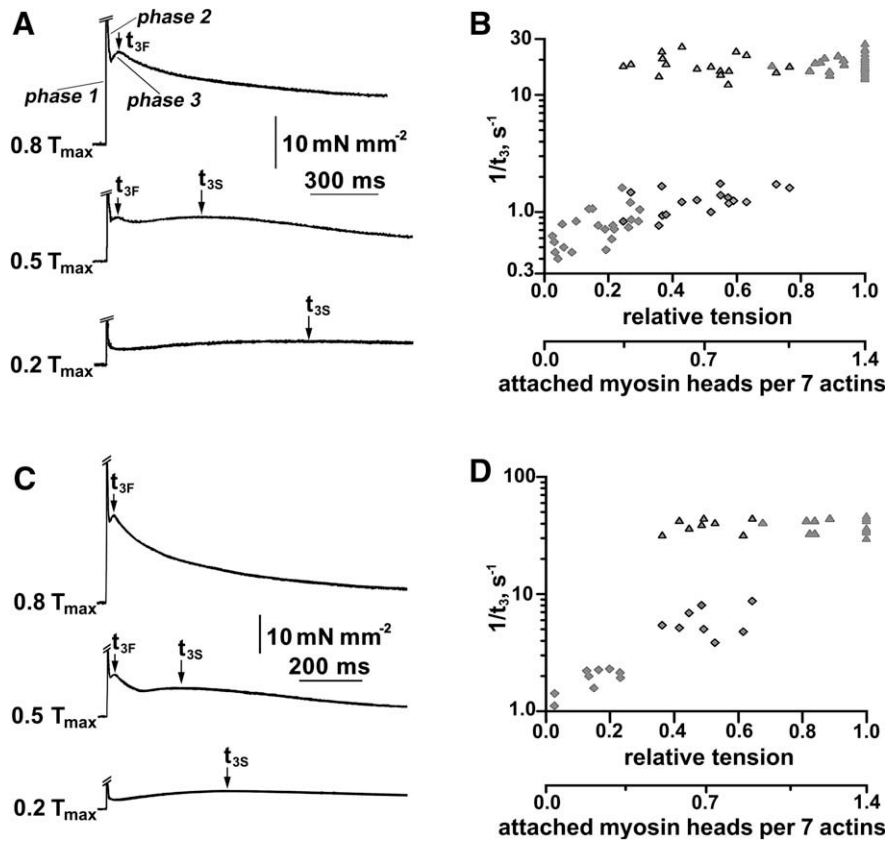 A
phase 2
t3F
phase 1
phase 3
0.8 Tmax
10 mN mm-2
300 ms
t3F
t3S
0.5 Tmax
t3S
0.2 Tmax
B
30
10
1.0
0.3
1/t3, s-1
0.0 0.2 0.4 0.6 0.8 1.0
relative tension
0.0 0.7 1.4
attached myosin heads per 7 actins
C
t3F
0.8 Tmax
10 mN mm-2
200 ms
t3F
t3S
0.5 Tmax
t3S
0.2 Tmax
D
100
10
1.0
1/t3, s-1
0.0 0.2 0.4 0.6 0.8 1.0
relative tension
0.0 0.7 1.4
attached myosin heads per 7 actins